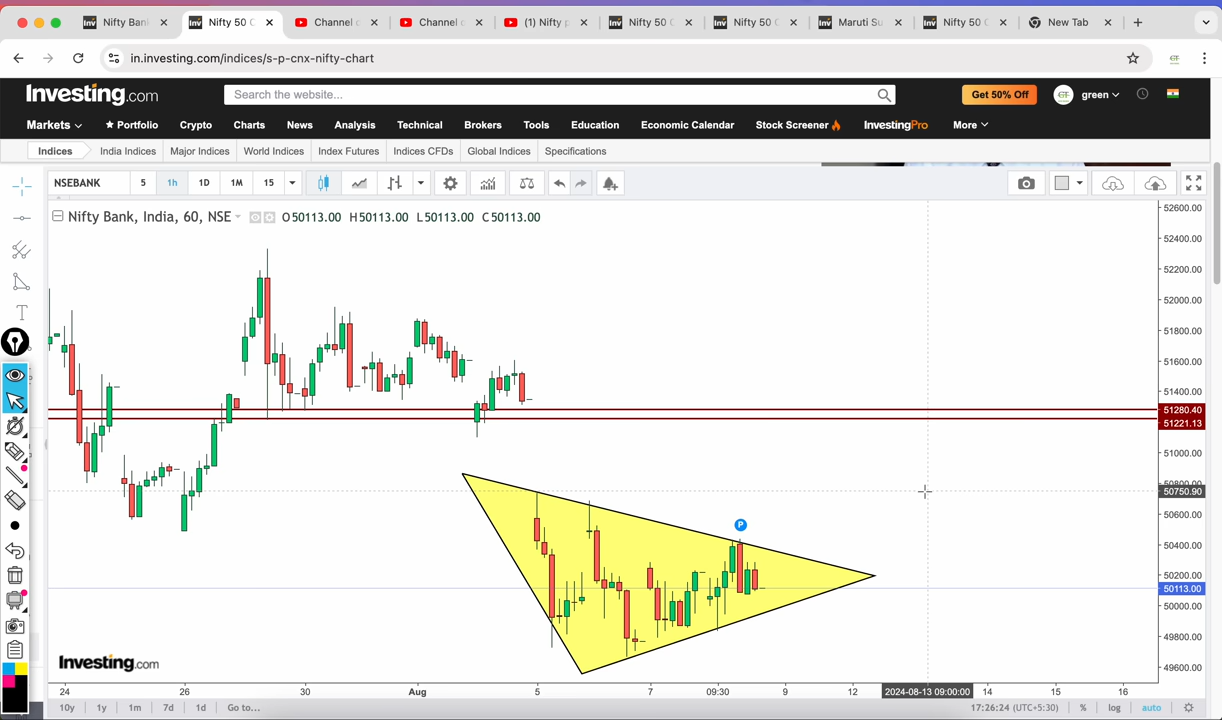 Nifty Bank
Nifty 50 C
Channel
Channel
(1) Nifty
Nifty 50 C
Nifty 50 C
Maruti Su
Nifty 50 C
New Tab
in.investing.com/indices/s-p-cnx-nifty-chart
Investing.com
Search the website...
Get 50% Off
green
Markets
Portfolio
Crypto
Charts
News
Analysis
Technical
Brokers
Tools
Education
Economic Calendar
Stock Screener
InvestingPro
More
Indices
India Indices
Major Indices
World Indices
Index Futures
Indices CFDs
Global Indices
Specifications
NSEBANK
5
1h
1D
1M
15
Nifty Bank, India, 60, NSE
O 50113.00 H 50113.00 L 50113.00 C 50113.00
52600.00
52400.00
52200.00
52000.00
51800.00
51600.00
51400.00
51280.40
51221.13
51000.00
50800.00
50750.90
50600.00
50400.00
50200.00
50113.00
50000.00
49800.00
49600.00
P
T
Investing.com
24
26
30
Aug
5
7
09:30
9
12
2024-08-13 09:00:00
14
15
16
10y
1y
1m
7d
1d
Go to...
17:26:24 (UTC+5:30)
%
log
auto